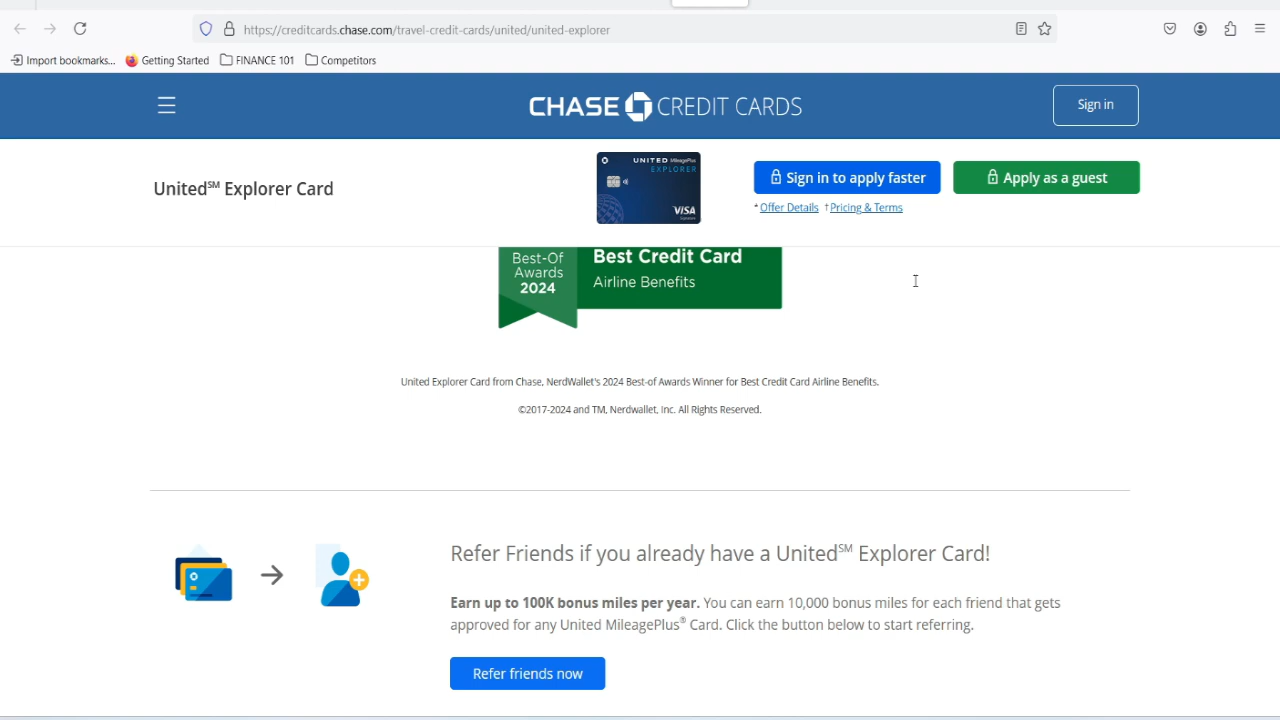 https://creditcards.chase.com/travel-credit-cards/united/united-explorer
Import bookmarks... Getting Started FINANCE 101 Competitors
CHASE CREDIT CARDS
Sign in
United℠ Explorer Card
UNITED MileagePlus
EXPLORER
VISA
Signature
Sign in to apply faster
Apply as a guest
*Offer Details †Pricing & Terms
Best-Of
Awards
2024
Best Credit Card
Airline Benefits
United Explorer Card from Chase, NerdWallet's 2024 Best-of Awards Winner for Best Credit Card Airline Benefits.
©2017-2024 and TM, Nerdwallet, Inc. All Rights Reserved.
Refer Friends if you already have a United℠ Explorer Card!
Earn up to 100K bonus miles per year. You can earn 10,000 bonus miles for each friend that gets
approved for any United MileagePlus® Card. Click the button below to start referring.
Refer friends now